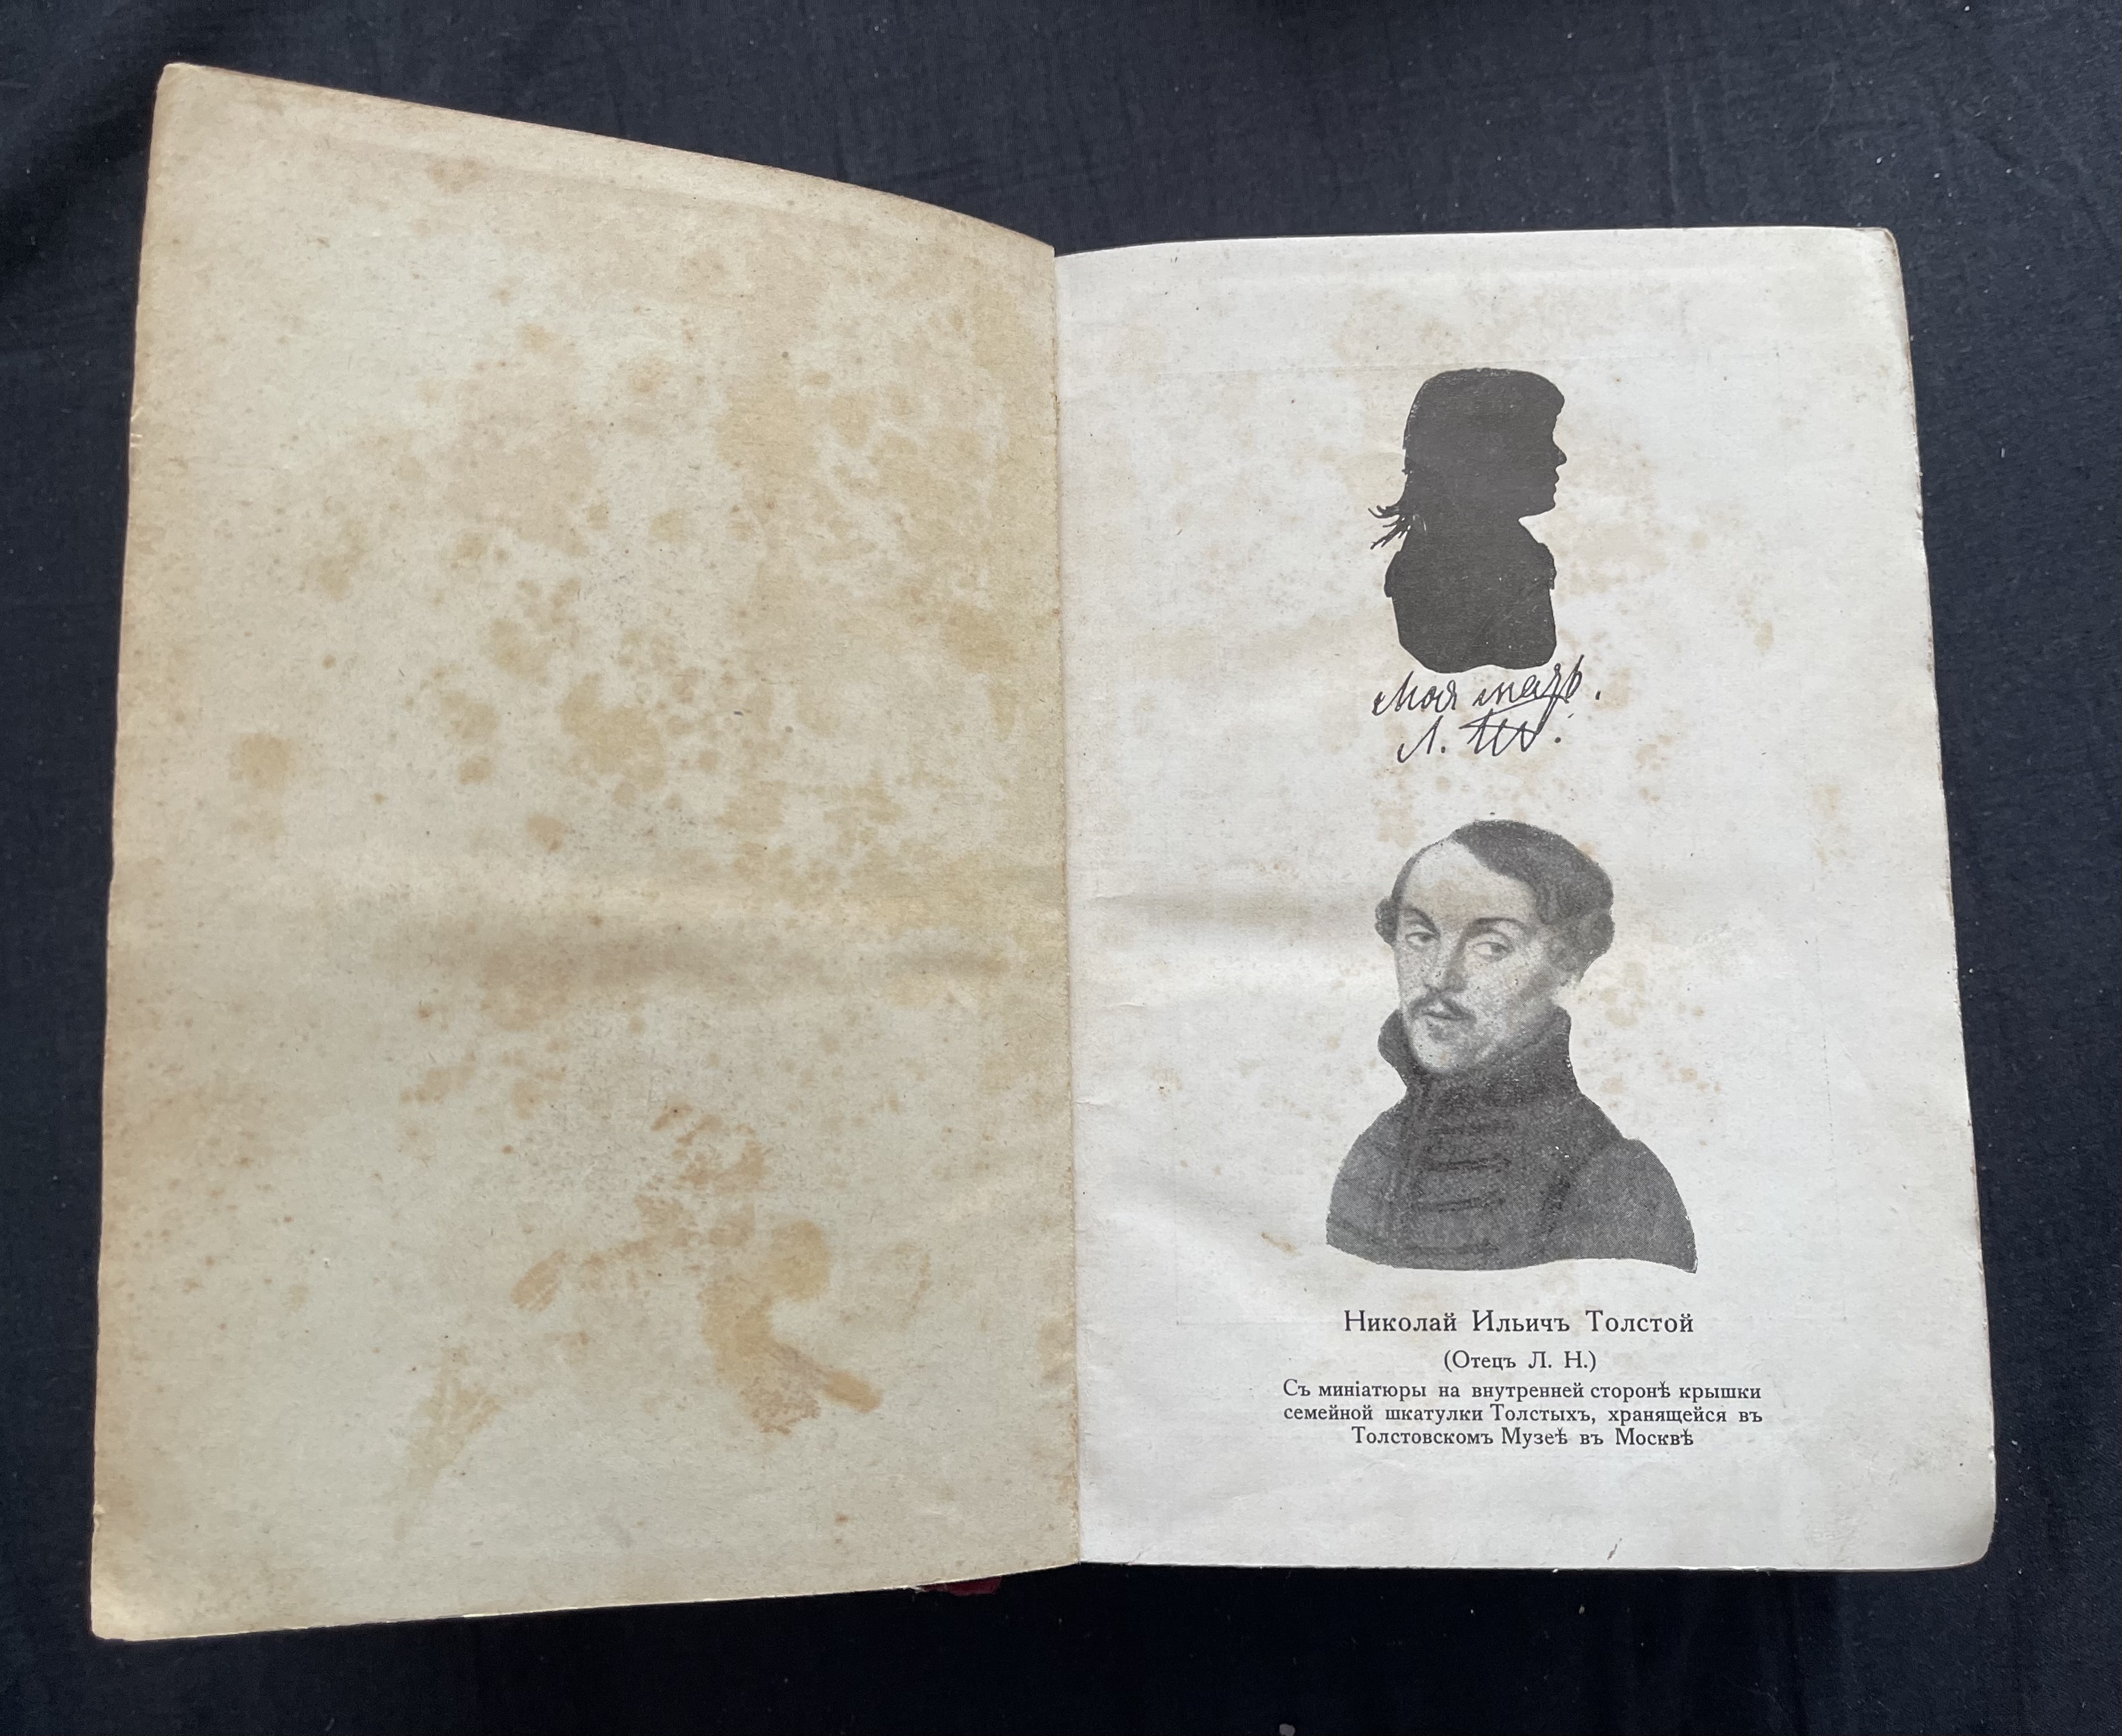 Моя мать.
Л. Т.
Николай Ильичъ Толстой
(Отецъ Л. Н.)
Съ миніатюры на внутренней сторонѣ крышки
семейной шкатулки Толстыхъ, хранящейся въ
Толстовскомъ Музеѣ въ Москвѣ